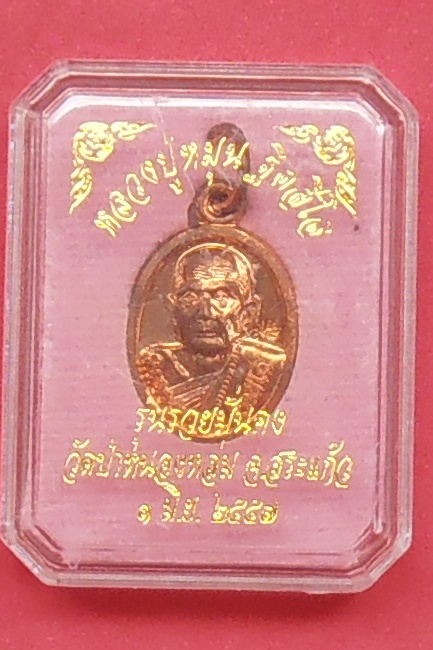 หลวงปู่หมุน ฐิตสีโล
รุ่นรวยมั่นคง
วัดป่าหนองหล่ม จ.สระแก้ว
๑ มิ.ย. ๒๕๕๗